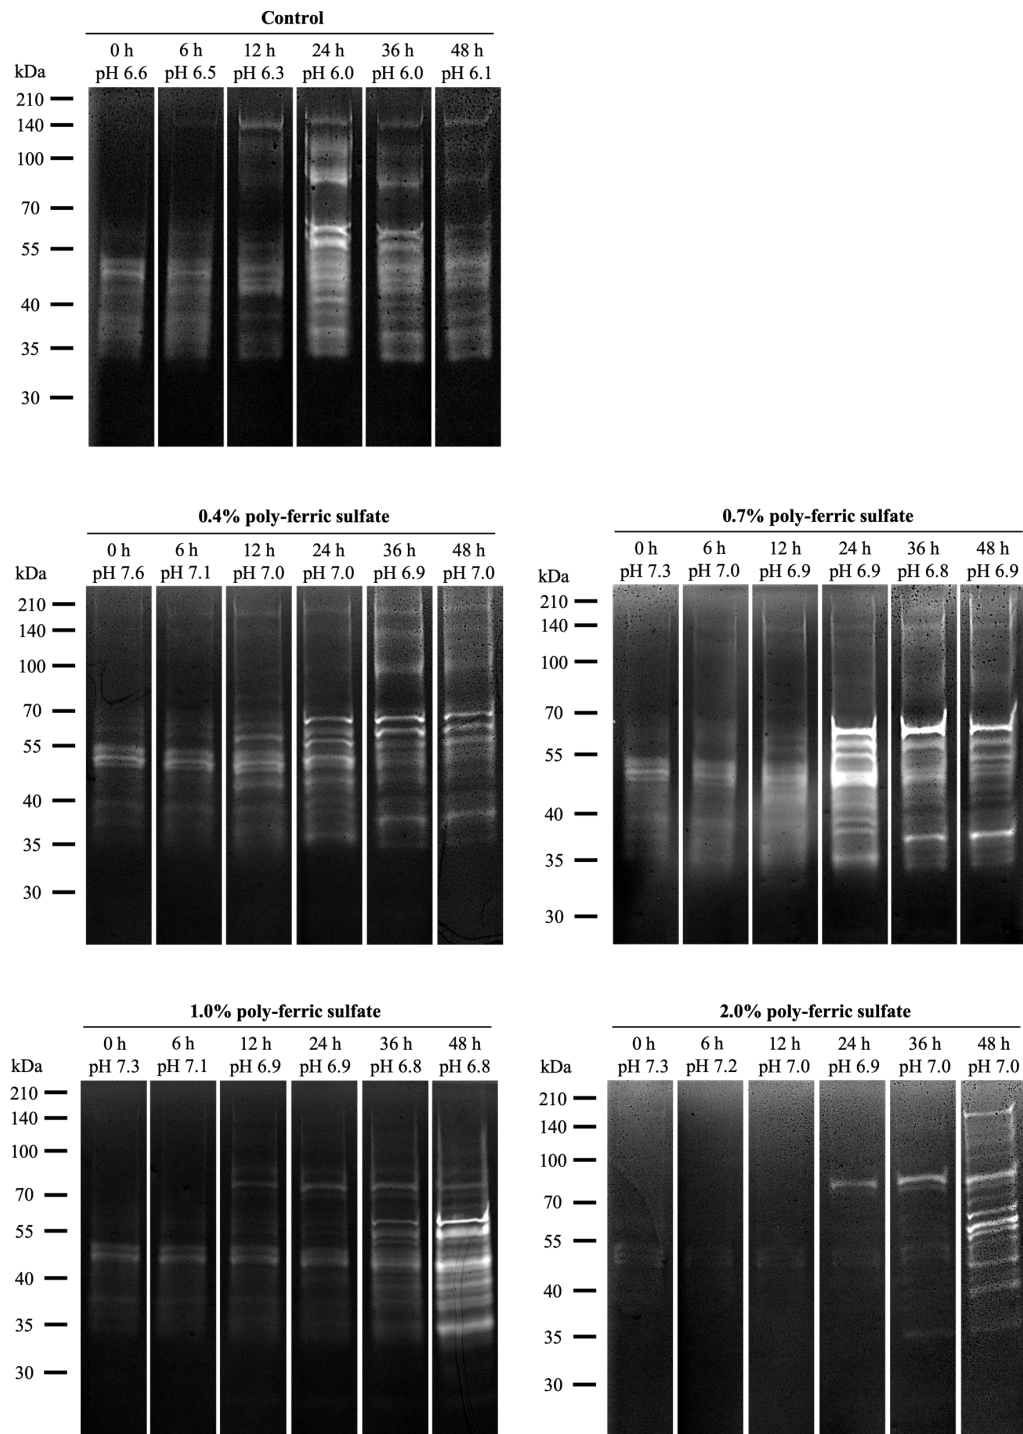 Control
0 h 6 h 12 h 24 h 36 h 48 h
kDa pH 6.6 pH 6.5 pH 6.3 pH 6.0 pH 6.0 pH 6.1
210
140
100
70
55
40
35
30
0.4% poly-ferric sulfate
0 h 6 h 12 h 24 h 36 h 48 h
kDa pH 7.6 pH 7.1 pH 7.0 pH 7.0 pH 6.9 pH 7.0
210
140
100
70
55
40
35
30
0.7% poly-ferric sulfate
0 h 6 h 12 h 24 h 36 h 48 h
kDa pH 7.3 pH 7.0 pH 6.9 pH 6.9 pH 6.8 pH 6.9
210
140
100
70
55
40
35
30
1.0% poly-ferric sulfate
0 h 6 h 12 h 24 h 36 h 48 h
kDa pH 7.3 pH 7.1 pH 6.9 pH 6.9 pH 6.8 pH 6.8
210
140
100
70
55
40
35
30
2.0% poly-ferric sulfate
0 h 6 h 12 h 24 h 36 h 48 h
kDa pH 7.3 pH 7.2 pH 7.0 pH 6.9 pH 7.0 pH 7.0
210
140
100
70
55
40
35
30